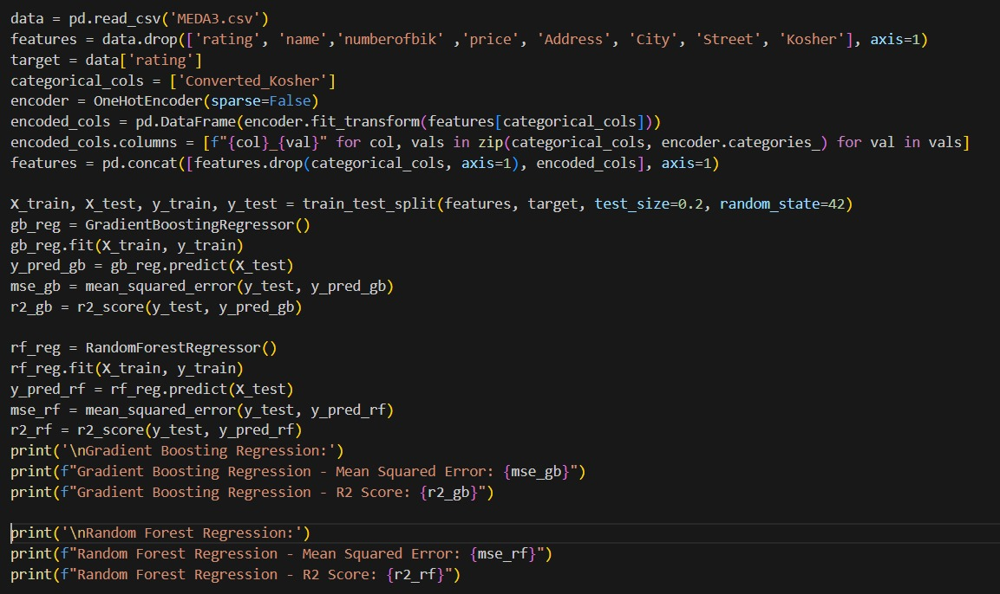 data = pd.read_csv('MEDA3.csv')
features = data.drop(['rating', 'name','numberofbik' ,'price', 'Address', 'City', 'Street', 'Kosher'], axis=1)
target = data['rating']
categorical_cols = ['Converted_Kosher']
encoder = OneHotEncoder(sparse=False)
encoded_cols = pd.DataFrame(encoder.fit_transform(features[categorical_cols]))
encoded_cols.columns = [f"{col}_{val}" for col, vals in zip(categorical_cols, encoder.categories_) for val in vals]
features = pd.concat([features.drop(categorical_cols, axis=1), encoded_cols], axis=1)
X_train, X_test, y_train, y_test = train_test_split(features, target, test_size=0.2, random_state=42)
gb_reg = GradientBoostingRegressor()
gb_reg.fit(X_train, y_train)
y_pred_gb = gb_reg.predict(X_test)
mse_gb = mean_squared_error(y_test, y_pred_gb)
r2_gb = r2_score(y_test, y_pred_gb)
rf_reg = RandomForestRegressor()
rf_reg.fit(X_train, y_train)
y_pred_rf = rf_reg.predict(X_test)
mse_rf = mean_squared_error(y_test, y_pred_rf)
r2_rf = r2_score(y_test, y_pred_rf)
print('\nGradient Boosting Regression:')
print(f"Gradient Boosting Regression - Mean Squared Error: {mse_gb}")
print(f"Gradient Boosting Regression - R2 Score: {r2_gb}")
print('\nRandom Forest Regression:')
print(f"Random Forest Regression - Mean Squared Error: {mse_rf}")
print(f"Random Forest Regression - R2 Score: {r2_rf}")